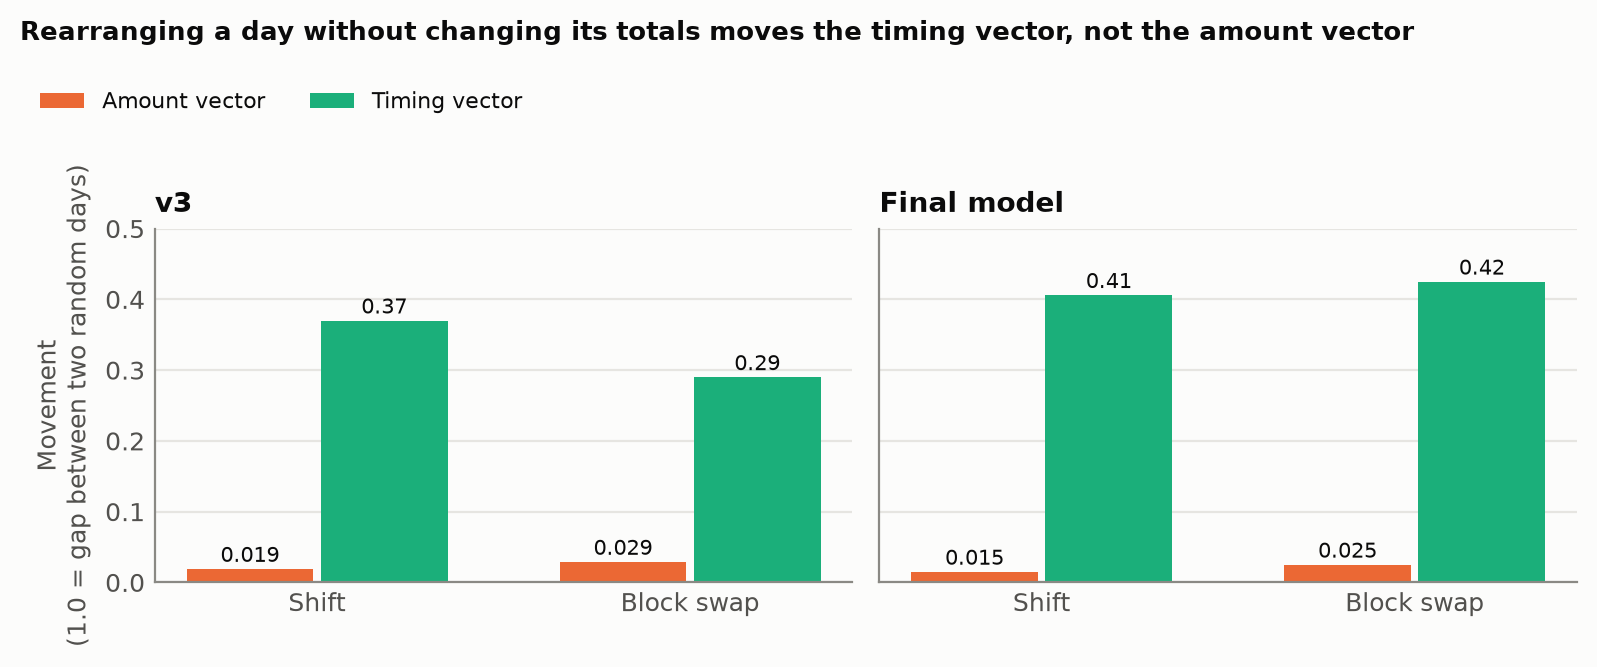 Rearranging a day without changing its totals moves the timing vector, not the amount vector
Amount vector
Timing vector
Movement
(1.0 = gap between two random days)
v3
0.5
0.4
0.3
0.2
0.1
0.0
0.019
0.37
0.029
0.29
Shift
Block swap
Final model
0.015
0.41
0.025
0.42
Shift
Block swap